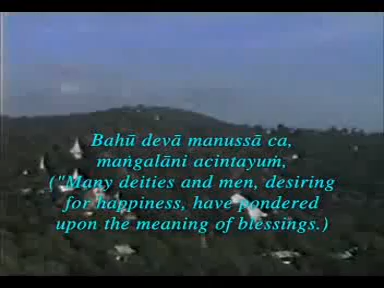 Bahū devā manussā ca,
maṅgalāni acintayuṁ,
("Many deities and men, desiring
for happiness, have pondered
upon the meaning of blessings.)